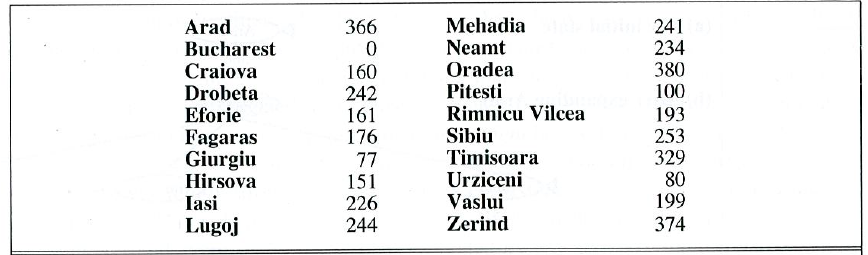 Arad 366 Mehadia 241
Bucharest 0 Neamt 234
Craiova 160 Oradea 380
Drobeta 242 Pitesti 100
Eforie 161 Rimnicu Vilcea 193
Fagaras 176 Sibiu 253
Giurgiu 77 Timisoara 329
Hirsova 151 Urziceni 80
Iasi 226 Vaslui 199
Lugoj 244 Zerind 374